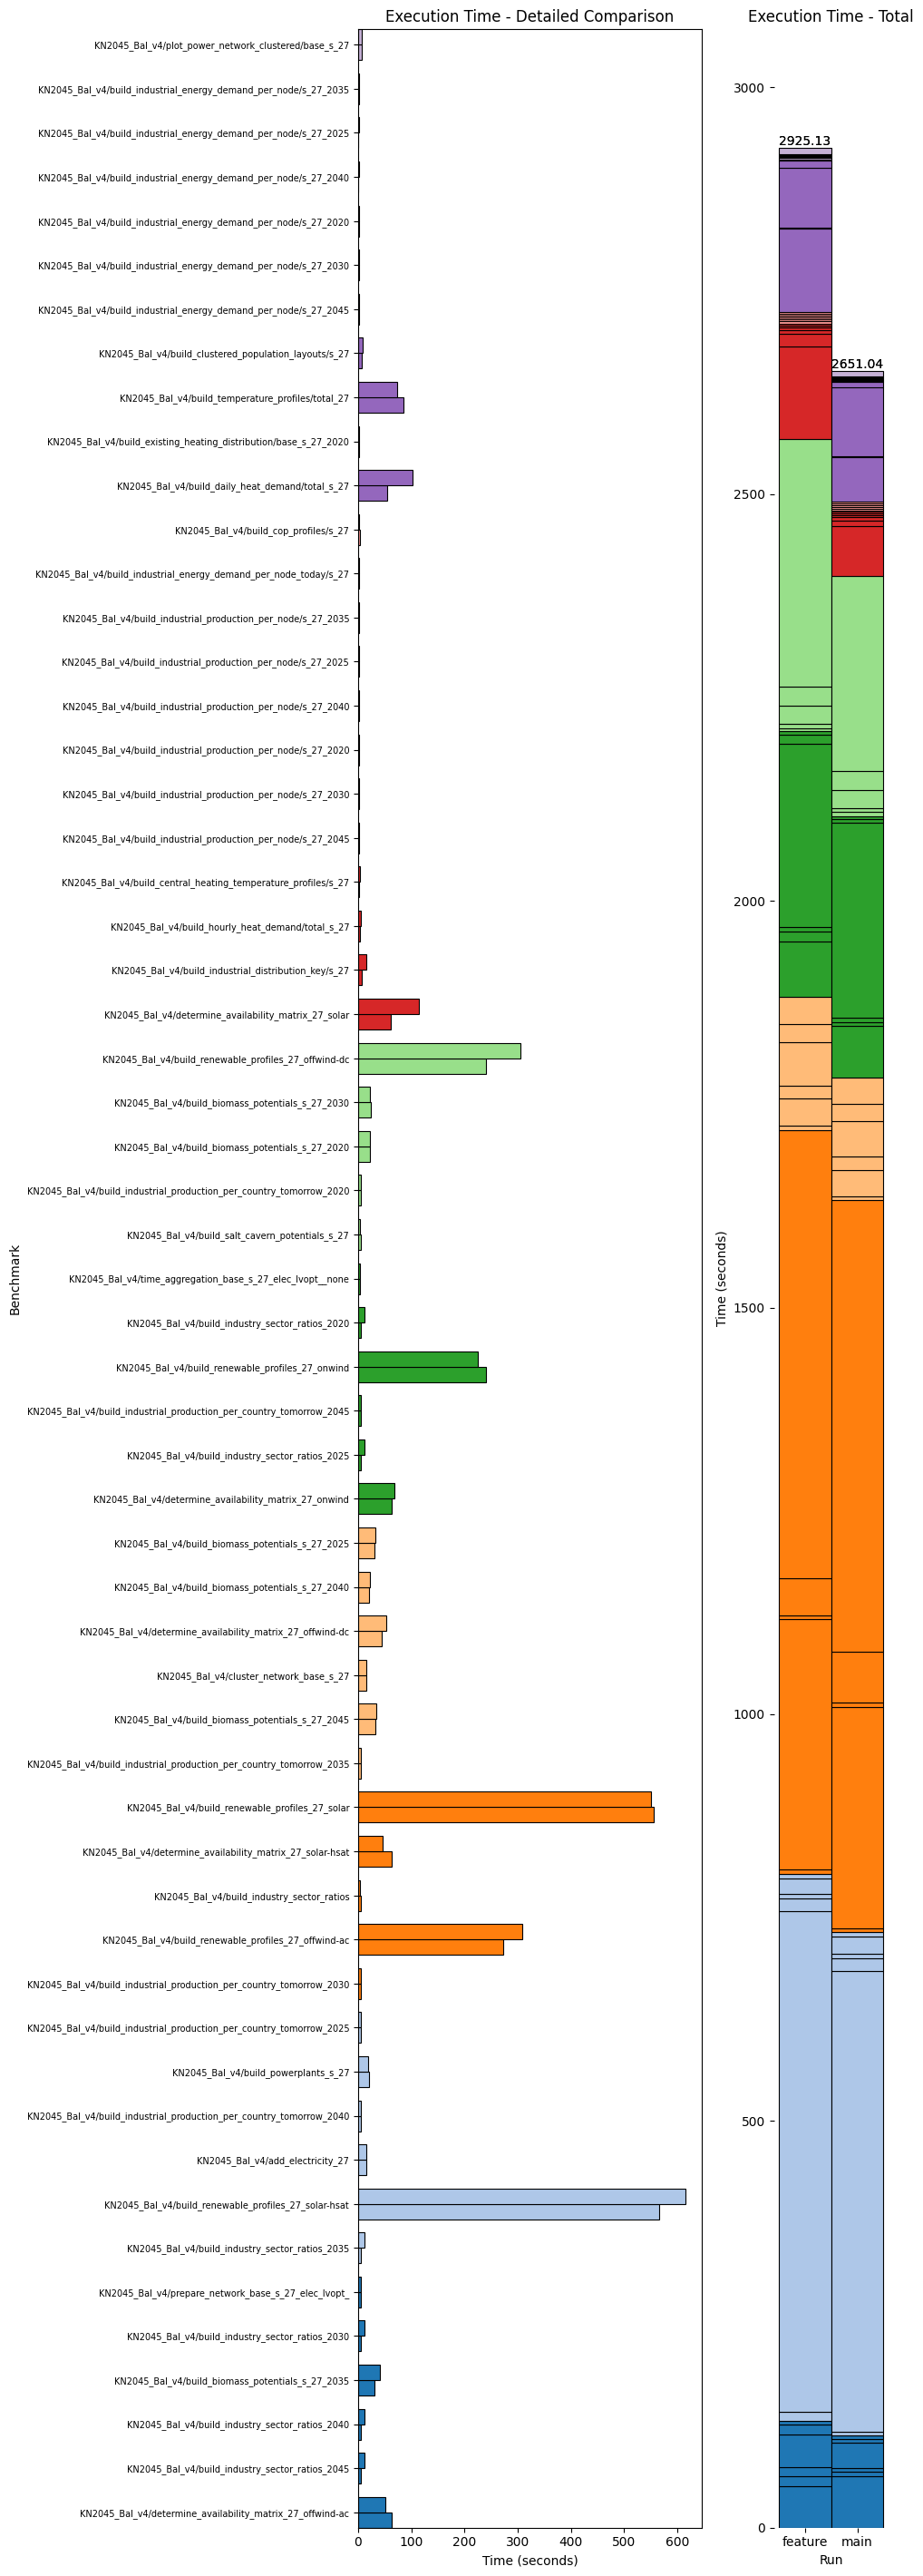 Execution Time - Detailed Comparison
Execution Time - Total
KN2045_Bal_v4/plot_power_network_clustered/base_s_27
KN2045_Bal_v4/build_industrial_energy_demand_per_node/s_27_2035
KN2045_Bal_v4/build_industrial_energy_demand_per_node/s_27_2025
KN2045_Bal_v4/build_industrial_energy_demand_per_node/s_27_2040
KN2045_Bal_v4/build_industrial_energy_demand_per_node/s_27_2020
KN2045_Bal_v4/build_industrial_energy_demand_per_node/s_27_2030
KN2045_Bal_v4/build_industrial_energy_demand_per_node/s_27_2045
KN2045_Bal_v4/build_clustered_population_layouts/s_27
KN2045_Bal_v4/build_temperature_profiles/total_27
KN2045_Bal_v4/build_existing_heating_distribution/base_s_27_2020
KN2045_Bal_v4/build_daily_heat_demand/total_s_27
KN2045_Bal_v4/build_cop_profiles/s_27
KN2045_Bal_v4/build_industrial_energy_demand_per_node_today/s_27
KN2045_Bal_v4/build_industrial_production_per_node/s_27_2035
KN2045_Bal_v4/build_industrial_production_per_node/s_27_2025
KN2045_Bal_v4/build_industrial_production_per_node/s_27_2040
KN2045_Bal_v4/build_industrial_production_per_node/s_27_2020
KN2045_Bal_v4/build_industrial_production_per_node/s_27_2030
KN2045_Bal_v4/build_industrial_production_per_node/s_27_2045
KN2045_Bal_v4/build_central_heating_temperature_profiles/s_27
KN2045_Bal_v4/build_hourly_heat_demand/total_s_27
KN2045_Bal_v4/build_industrial_distribution_key/s_27
KN2045_Bal_v4/determine_availability_matrix_27_solar
KN2045_Bal_v4/build_renewable_profiles_27_offwind-dc
KN2045_Bal_v4/build_biomass_potentials_s_27_2030
KN2045_Bal_v4/build_biomass_potentials_s_27_2020
KN2045_Bal_v4/build_industrial_production_per_country_tomorrow_2020
KN2045_Bal_v4/build_salt_cavern_potentials_s_27
KN2045_Bal_v4/time_aggregation_base_s_27_elec_lvopt__none
KN2045_Bal_v4/build_industry_sector_ratios_2020
KN2045_Bal_v4/build_renewable_profiles_27_onwind
KN2045_Bal_v4/build_industrial_production_per_country_tomorrow_2045
KN2045_Bal_v4/build_industry_sector_ratios_2025
KN2045_Bal_v4/determine_availability_matrix_27_onwind
KN2045_Bal_v4/build_biomass_potentials_s_27_2025
KN2045_Bal_v4/build_biomass_potentials_s_27_2040
KN2045_Bal_v4/determine_availability_matrix_27_offwind-dc
KN2045_Bal_v4/cluster_network_base_s_27
KN2045_Bal_v4/build_biomass_potentials_s_27_2045
KN2045_Bal_v4/build_industrial_production_per_country_tomorrow_2035
KN2045_Bal_v4/build_renewable_profiles_27_solar
KN2045_Bal_v4/determine_availability_matrix_27_solar-hsat
KN2045_Bal_v4/build_industry_sector_ratios
KN2045_Bal_v4/build_renewable_profiles_27_offwind-ac
KN2045_Bal_v4/build_industrial_production_per_country_tomorrow_2030
KN2045_Bal_v4/build_industrial_production_per_country_tomorrow_2025
KN2045_Bal_v4/build_powerplants_s_27
KN2045_Bal_v4/build_industrial_production_per_country_tomorrow_2040
KN2045_Bal_v4/add_electricity_27
KN2045_Bal_v4/build_renewable_profiles_27_solar-hsat
KN2045_Bal_v4/build_industry_sector_ratios_2035
KN2045_Bal_v4/prepare_network_base_s_27_elec_lvopt_
KN2045_Bal_v4/build_industry_sector_ratios_2030
KN2045_Bal_v4/build_biomass_potentials_s_27_2035
KN2045_Bal_v4/build_industry_sector_ratios_2040
KN2045_Bal_v4/build_industry_sector_ratios_2045
KN2045_Bal_v4/determine_availability_matrix_27_offwind-ac
Benchmark
0 100 200 300 400 500 600
Time (seconds)
3000
2500
2000
1500
1000
500
0
Time (seconds)
2925.13
2651.04
feature main
Run